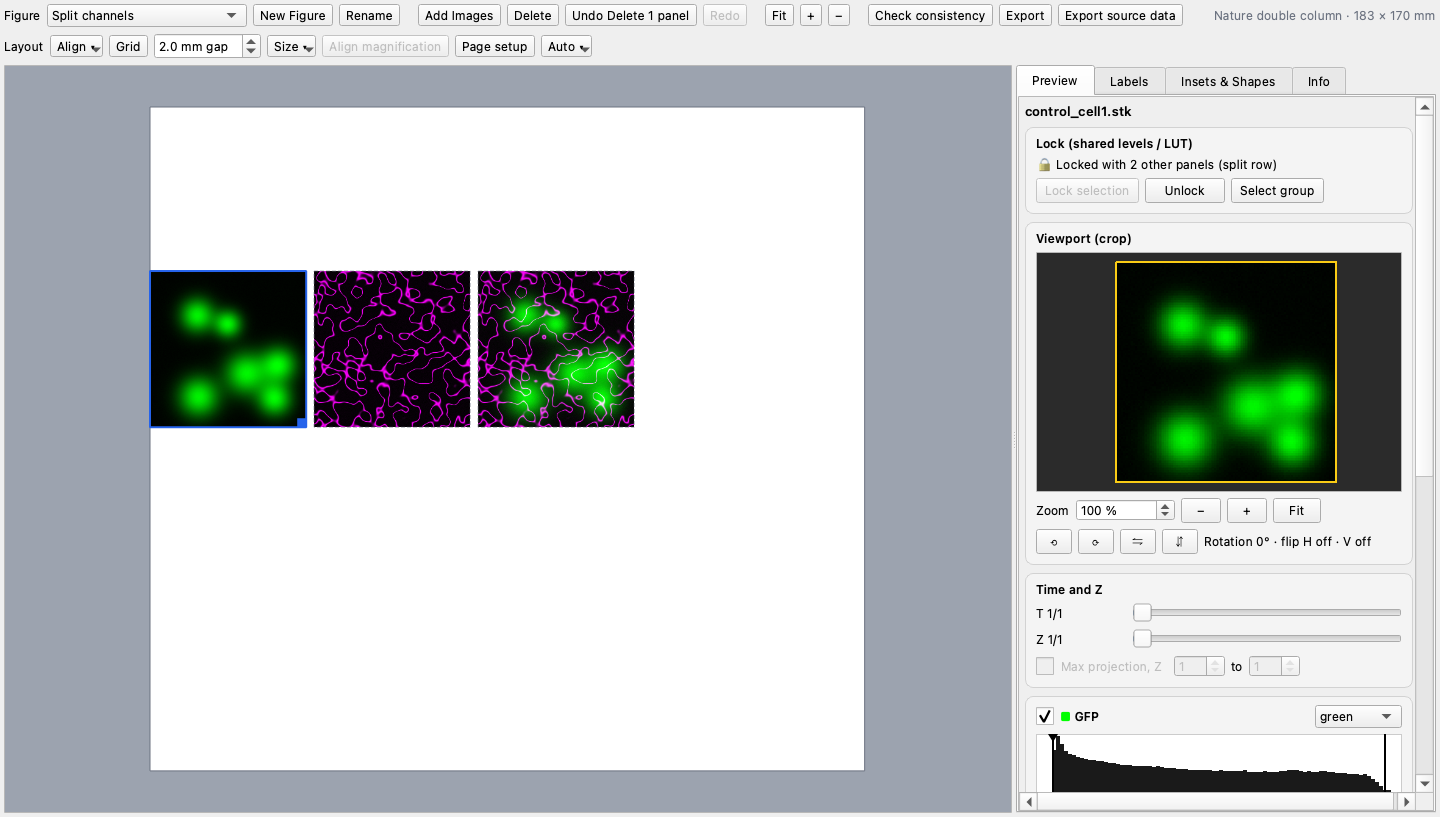 Figure Split channels New Figure Rename Add Images Delete Undo Delete 1 panel Redo Fit + − Check consistency Export Export source data Nature double column · 183 × 170 mm
Layout Align Grid 2.0 mm gap Size Align magnification Page setup Auto
Preview Labels Insets & Shapes Info
control_cell1.stk
Lock (shared levels / LUT)
Locked with 2 other panels (split row)
Lock selection Unlock Select group
Viewport (crop)
Zoom 100 % − + Fit
Rotation 0° · flip H off · V off
Time and Z
T 1/1
Z 1/1
Max projection, Z 1 to 1
GFP green